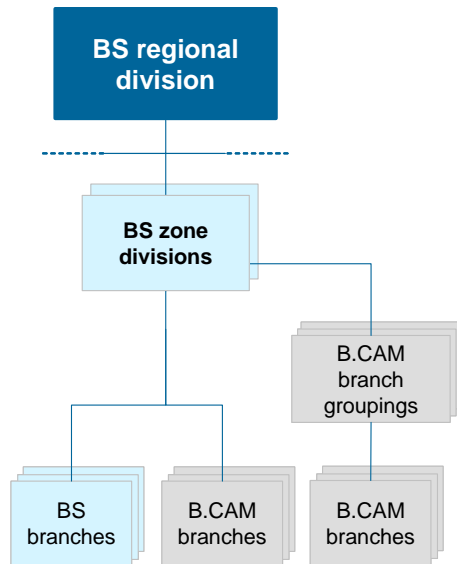 BS regional
division
BS zone
divisions
B.CAM
branch
groupings
BS
branches
B.CAM
branches
B.CAM
branches